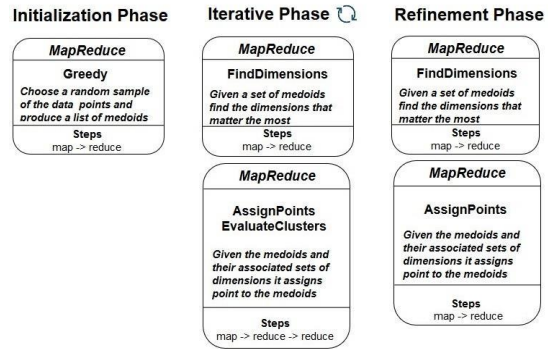 Initialization Phase
MapReduce
Greedy
Choose a random sample
of the data points and
produce a list of medoids
Steps
map -> reduce
Iterative Phase
MapReduce
FindDimensions
Given a set of medoids
find the dimensions that
matter the most
Steps
map -> reduce
MapReduce
AssignPoints
EvaluateClusters
Given the medoids and
their associated sets of
dimensions it assigns
point to the medoids
Steps
map -> reduce -> reduce
Refinement Phase
MapReduce
FindDimensions
Given a set of medoids
find the dimensions that
matter the most
Steps
map -> reduce
MapReduce
AssignPoints
Given the medoids and
their associated sets of
dimensions it assigns
point to the medoids
Steps
map -> reduce